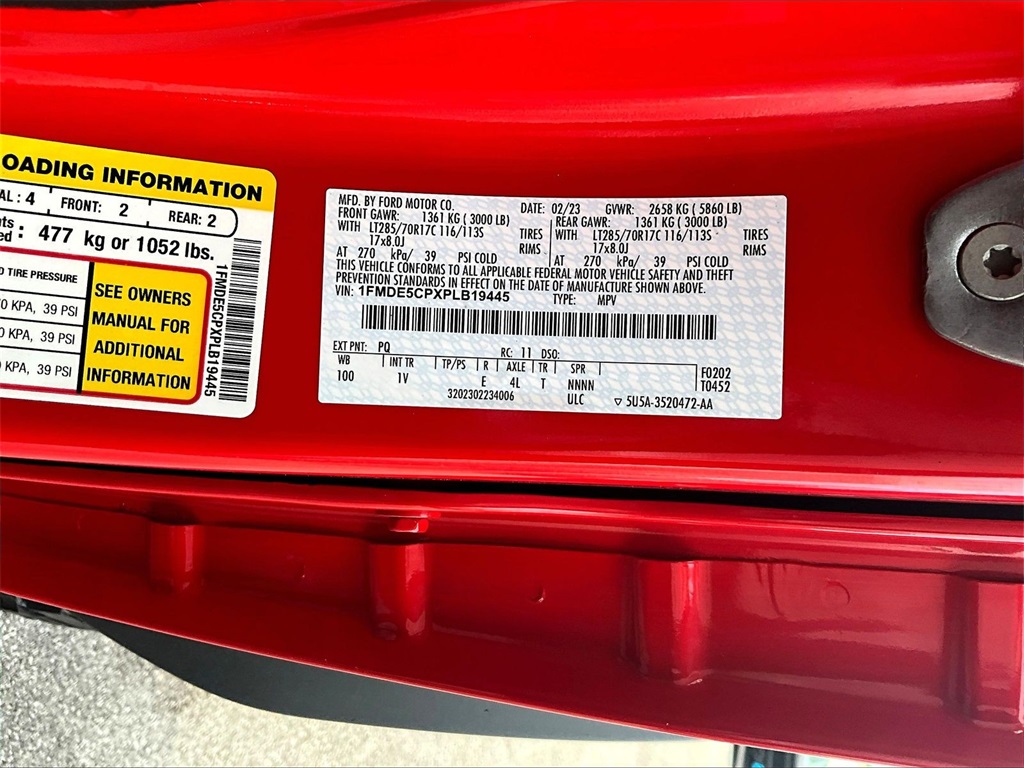 OADING INFORMATION
AL : 4 FRONT: 2 REAR: 2
nts
ed : 477 kg or 1052 lbs.
D TIRE PRESSURE
0 KPA, 39 PSI
0 KPA, 39 PSI
0 KPA, 39 PSI
SEE OWNERS
MANUAL FOR
ADDITIONAL
INFORMATION
1FMDE5CPXPLB19445
MFD. BY FORD MOTOR CO. DATE: 02/23 GVWR: 2658 KG ( 5860 LB)
FRONT GAWR: 1361 KG ( 3000 LB) REAR GAWR: 1361 KG ( 3000 LB)
WITH LT285/70R17C 116/113S TIRES WITH LT285/70R17C 116/113S TIRES
17x8.0J RIMS 17x8.0J RIMS
AT 270 kPa/ 39 PSI COLD AT 270 kPa/ 39 PSI COLD
THIS VEHICLE CONFORMS TO ALL APPLICABLE FEDERAL MOTOR VEHICLE SAFETY AND THEFT
PREVENTION STANDARDS IN EFFECT ON THE DATE OF MANUFACTURE SHOWN ABOVE.
VIN: 1FMDE5CPXPLB19445 TYPE: MPV
EXT PNT: PQ RC: 11 DSO:
WB INT TR TP/PS R AXLE TR SPR F0202
100 1V E 4L T NNNN T0452
3202302234006 ULC ▽ 5U5A-3520472-AA